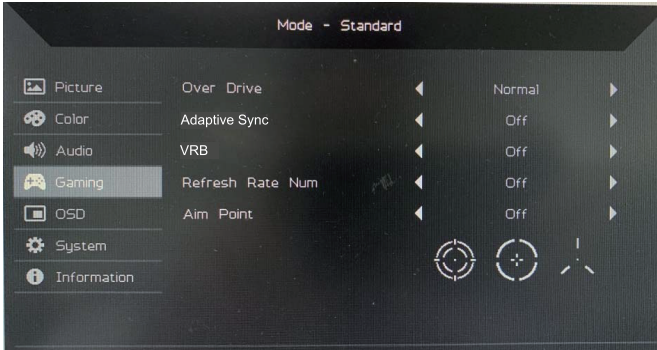 Mode - Standard
Picture
Over Drive Normal
Color
Adaptive Sync Off
Audio
VRB Off
Gaming
Refresh Rate Num Off
OSD
Aim Point Off
System
Information